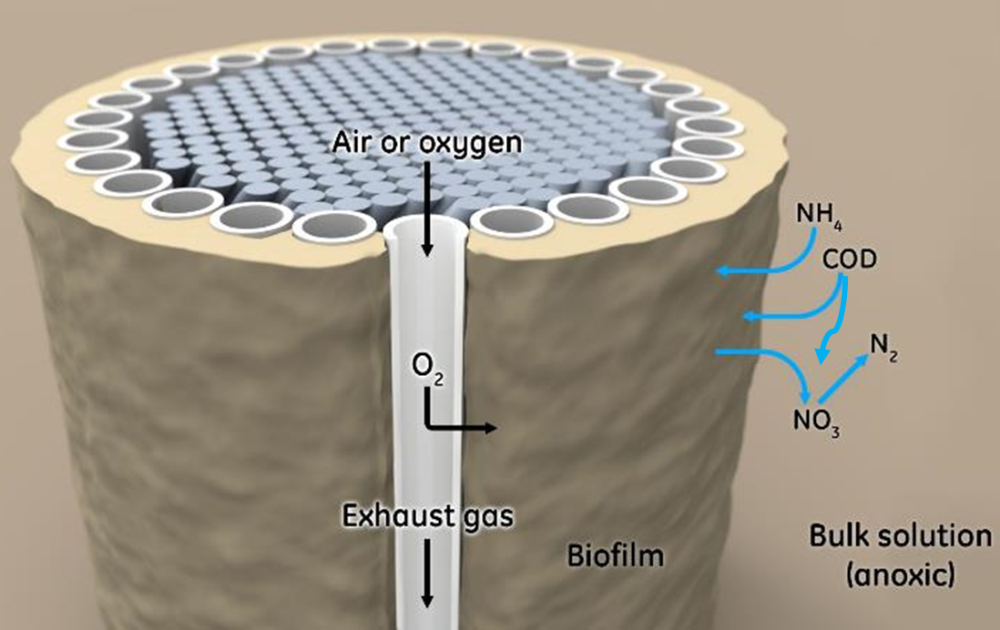 Air or oxygen
NH₄
COD
N₂
O₂
NO₃
Exhaust gas
Biofilm
Bulk solution
(anoxic)